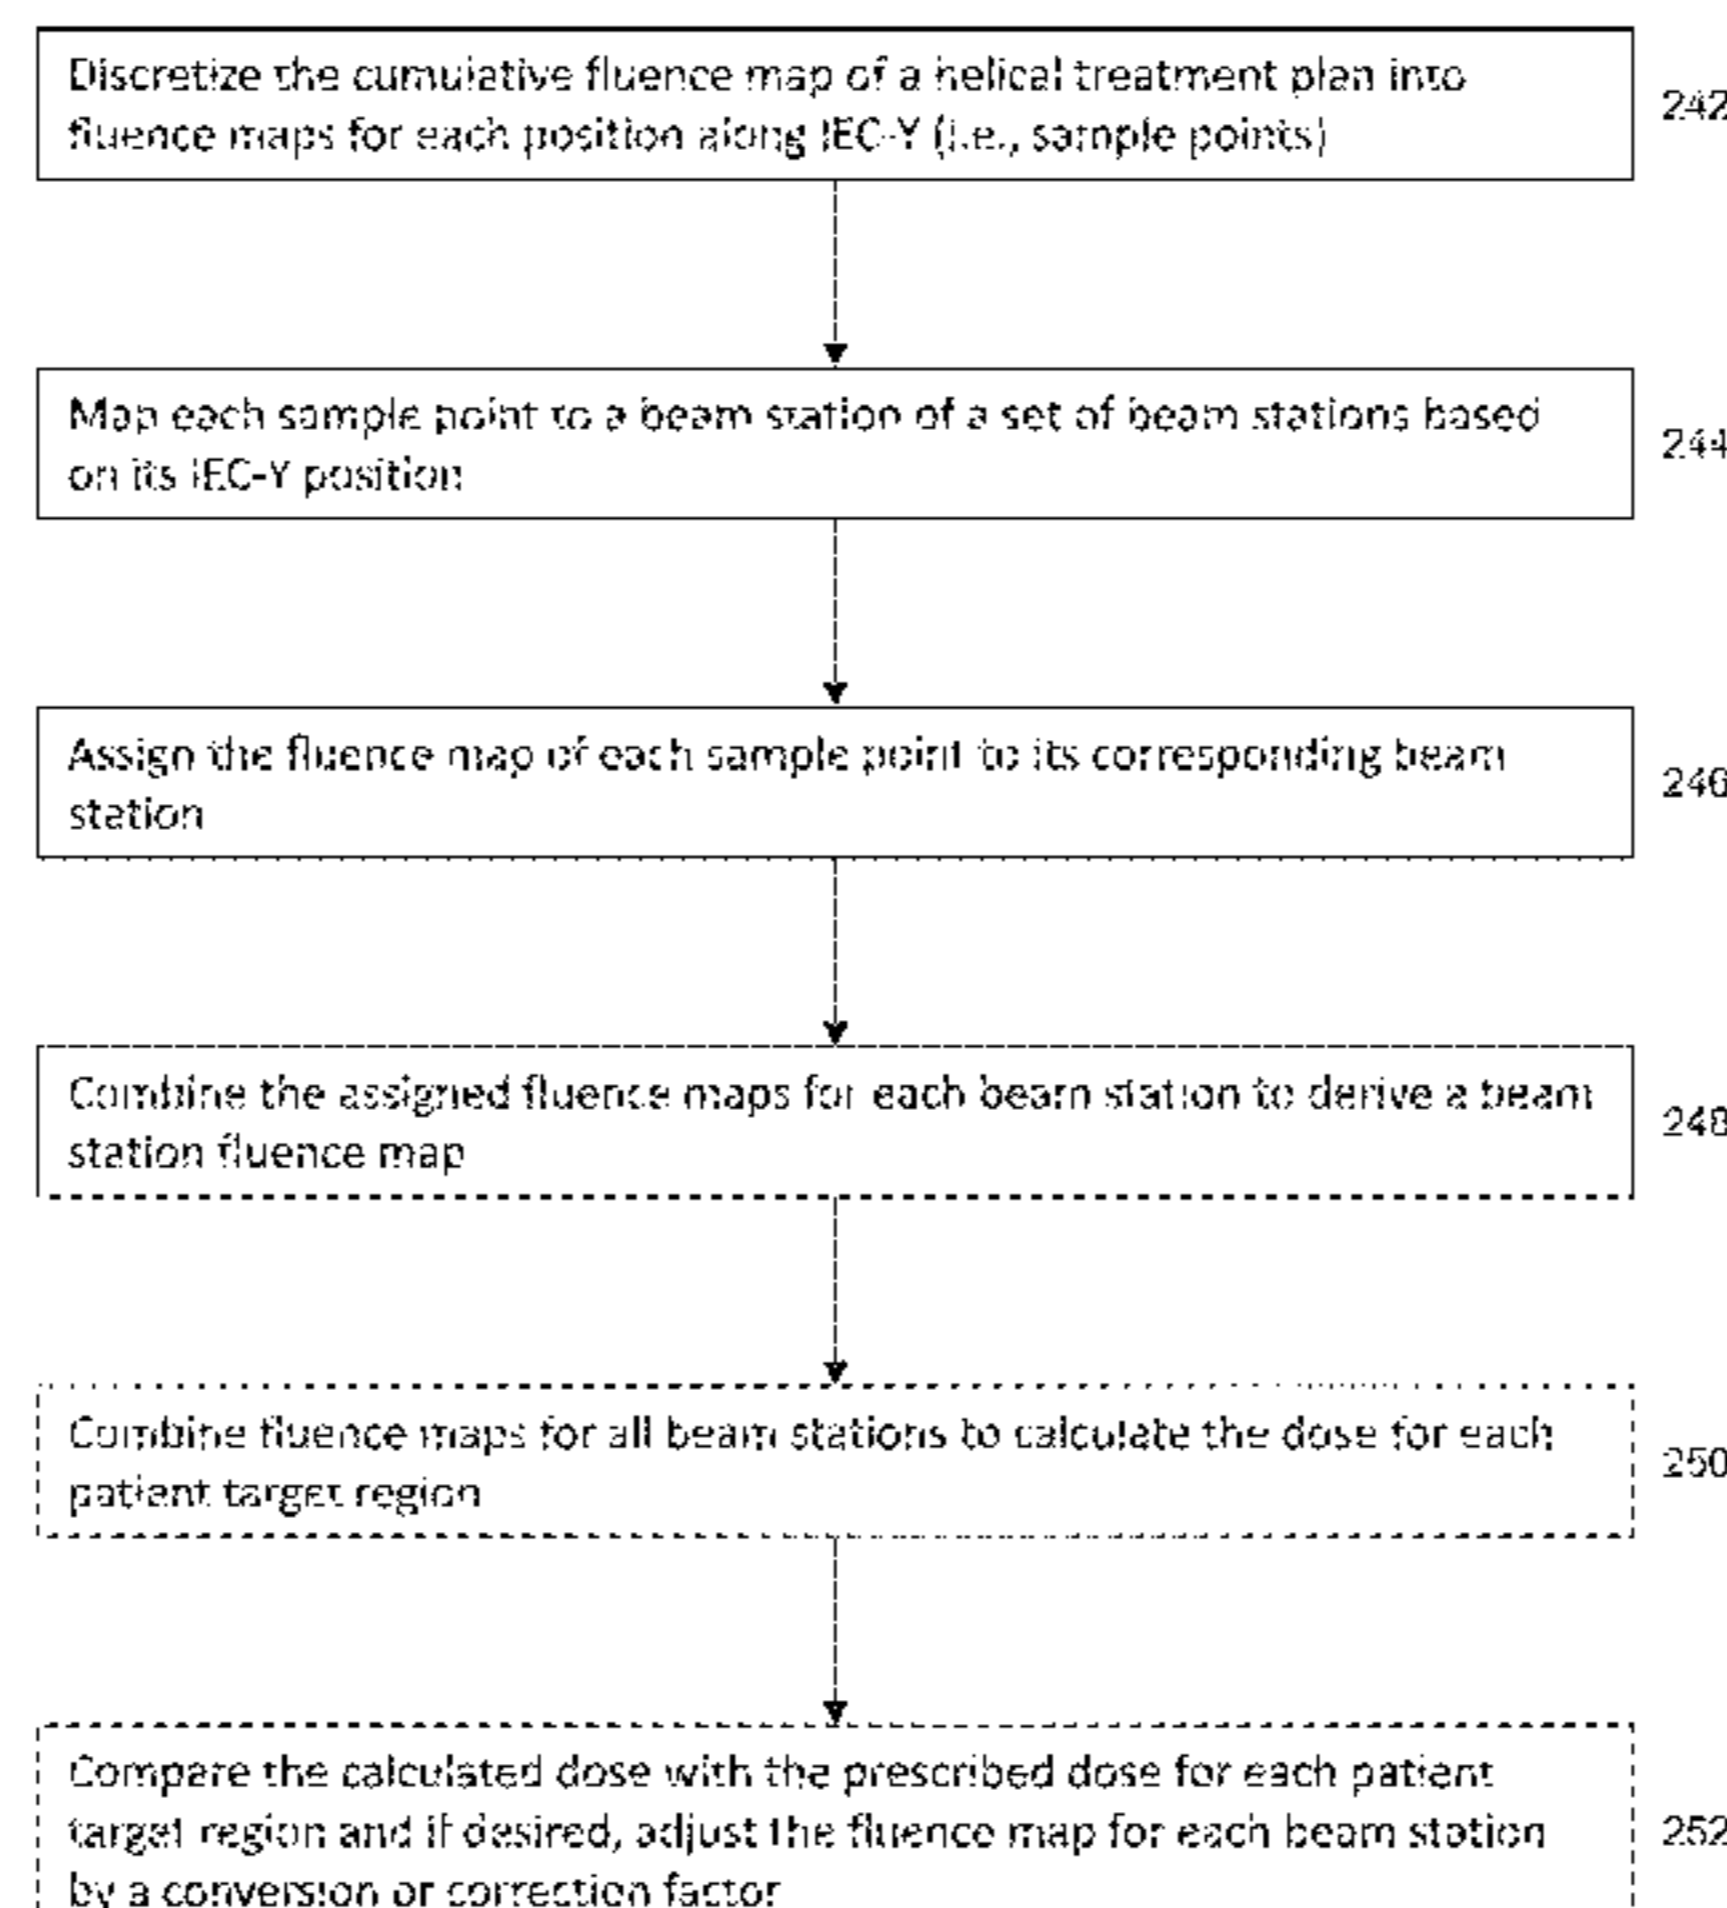 Discretize the cumulative fluence map of a helical treatment plan into
fluence maps for each position along IEC-Y (i.e., sample points)
242
Map each sample point to a beam station of a set of beam stations based
on its IEC-Y position
244
Assign the fluence map of each sample point to its corresponding beam
station
246
Combine the assigned fluence maps for each beam station to derive a beam
station fluence map
248
Combine fluence maps for all beam stations to calculate the dose for each
patient target region
250
Compare the calculated dose with the prescribed dose for each patient
target region and if desired, adjust the fluence map for each beam station
by a conversion or correction factor
252